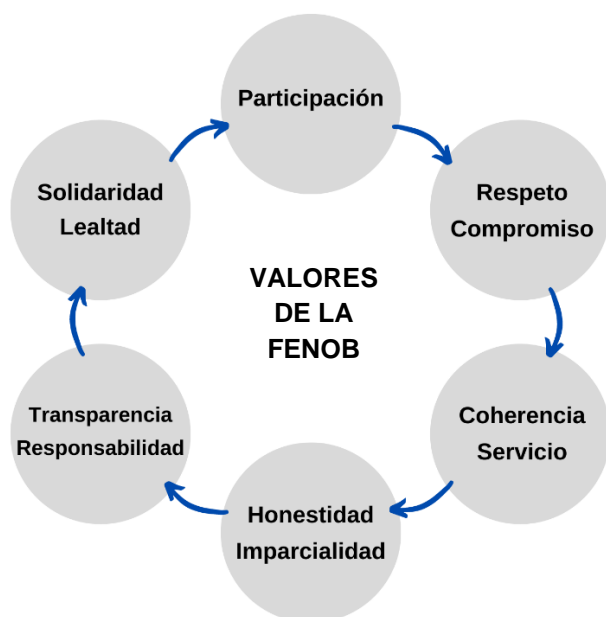 Participación
Respeto
Compromiso
Coherencia
Servicio
Honestidad
Imparcialidad
Transparencia
Responsabilidad
Solidaridad
Lealtad
VALORES
DE LA
FENOB